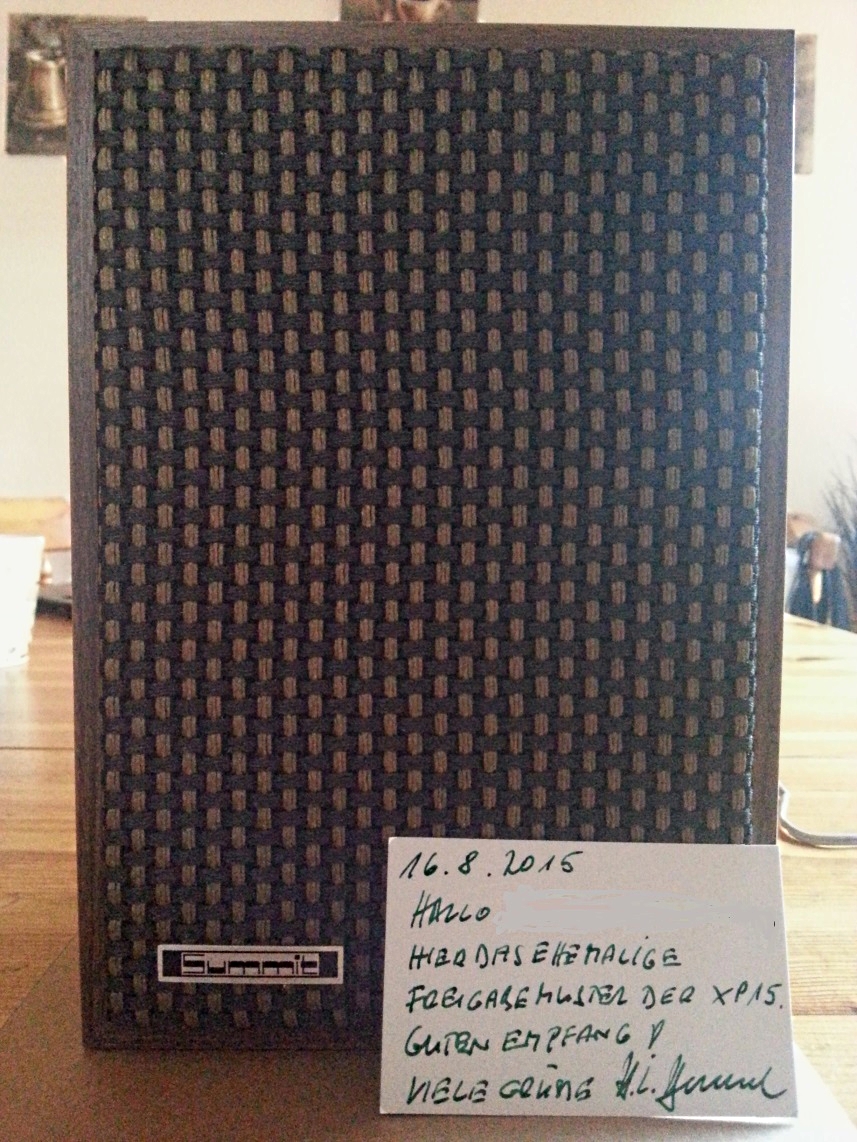 Summit
16.8.2015
HALLO
HIER DAS EHEMALIGE
FREIGABEMUSTER DER XP15.
GUTEN EMPFANG !
VIELE GRÜßE